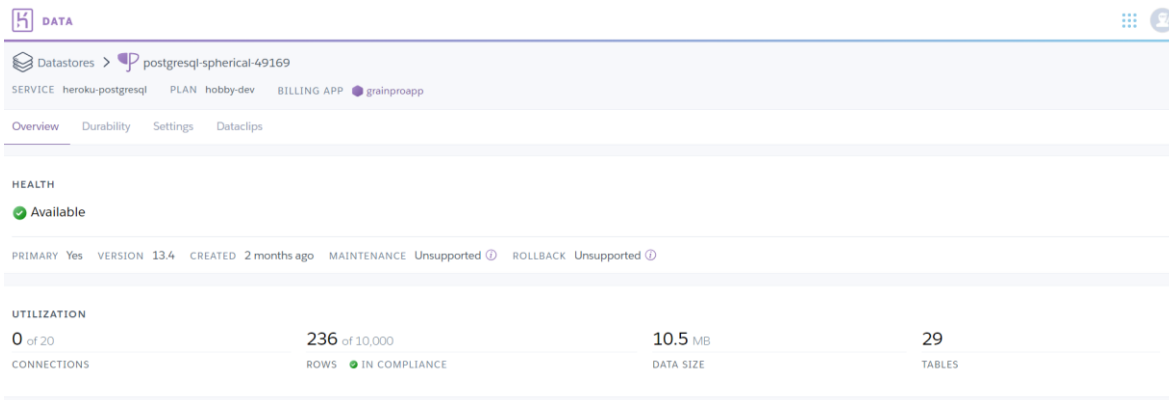 DATA
Datastores > postgresql-spherical-49169
SERVICE heroku-postgresql PLAN hobby-dev BILLING APP grainproapp
Overview Durability Settings Dataclips
HEALTH
Available
PRIMARY Yes VERSION 13.4 CREATED 2 months ago MAINTENANCE Unsupported ROLLBACK Unsupported
UTILIZATION
0 of 20 236 of 10,000 10.5 MB 29
CONNECTIONS ROWS IN COMPLIANCE DATA SIZE TABLES